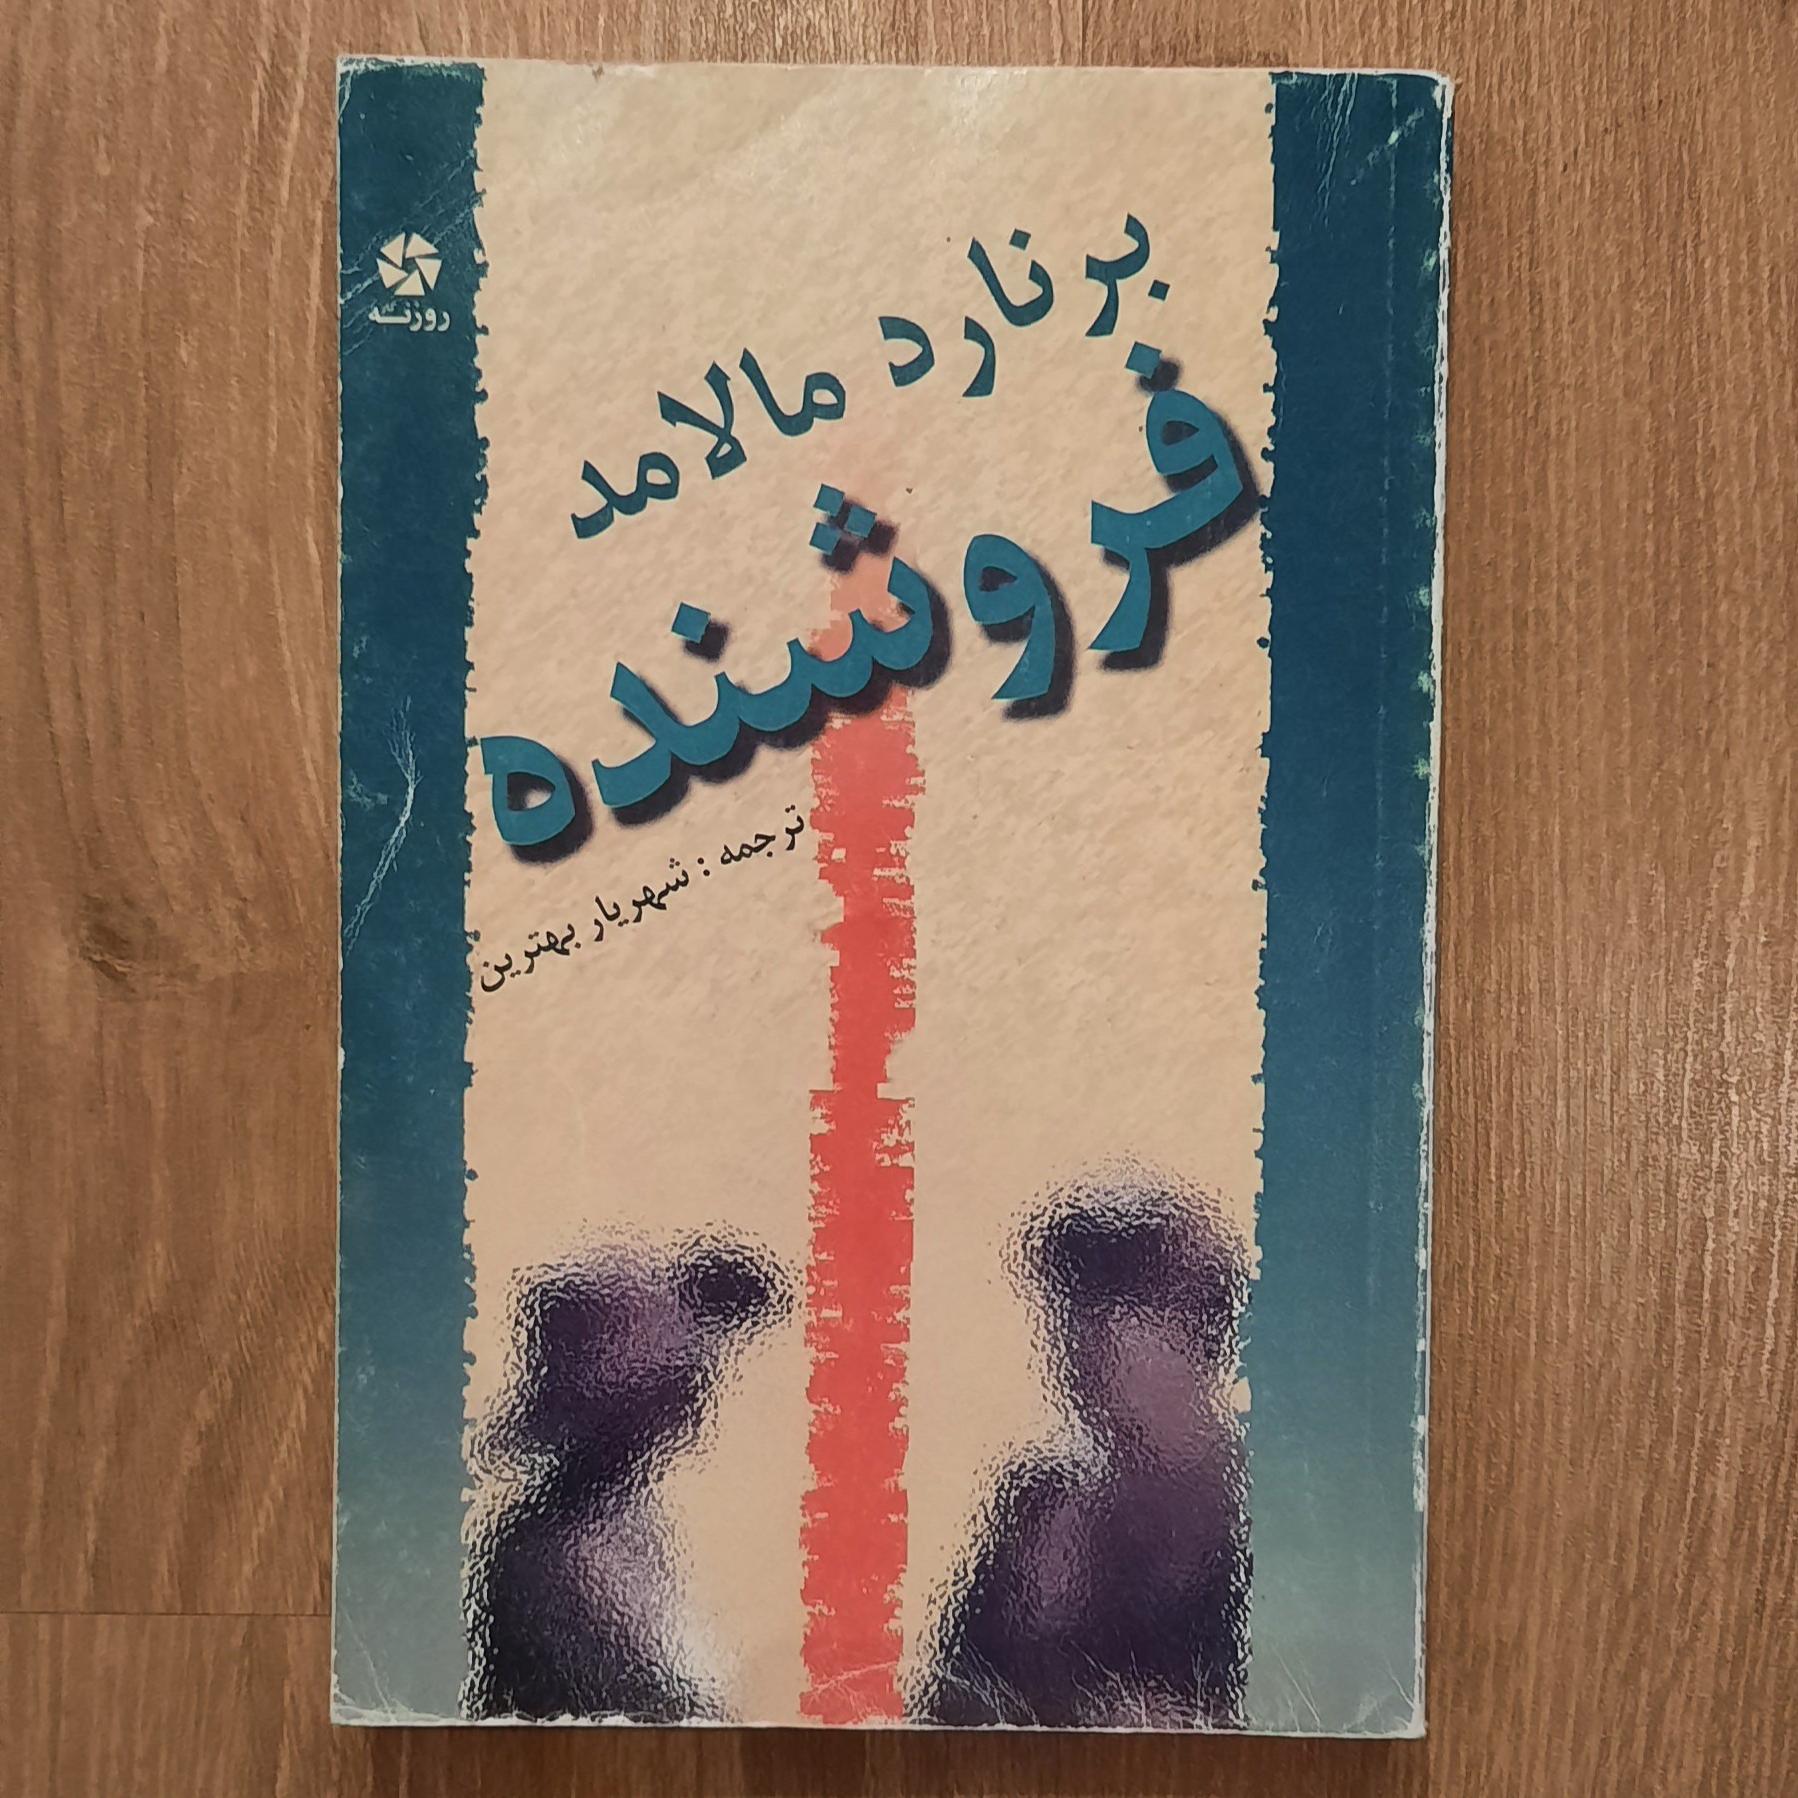 برنارد مالامد
فروشنده
ترجمه : شهریار بهترین
روزنه